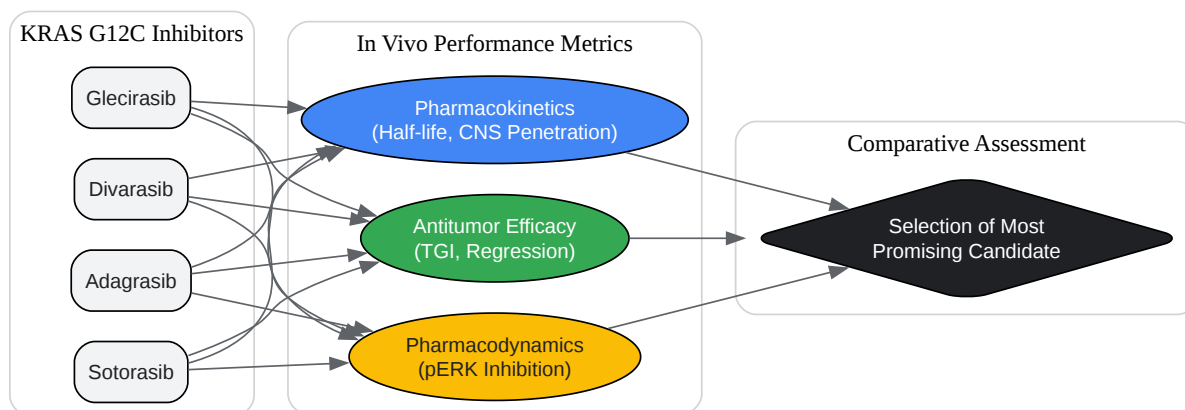 KRAS G12C Inhibitors
Glecirasib
Divarasib
Adagrasib
Sotorasib
In Vivo Performance Metrics
Pharmacokinetics
(Half-life, CNS Penetration)
Antitumor Efficacy
(TGI, Regression)
Pharmacodynamics
(pERK Inhibition)
Comparative Assessment
Selection of Most
Promising Candidate